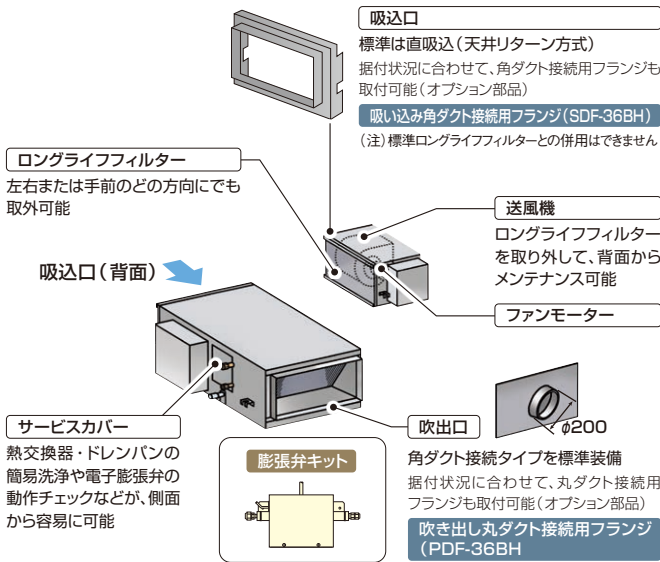 吸込口
標準は直吸込(天井リターン方式)
据付状況に合わせて、角ダクト接続用フランジも
取付可能(オプション部品)
吸い込み角ダクト接続用フランジ(SDF-36BH)
(注)標準ロングライフフィルターとの併用はできません
ロングライフフィルター
左右または手前のどの方向にでも
取外可能
送風機
ロングライフフィルター
を取り外して、背面から
メンテナンス可能
吸込口(背面)
ファンモーター
サービスカバー
熱交換器・ドレンパンの
簡易洗浄や電子膨張弁の
動作チェックなどが、側面
から容易に可能
膨張弁キット
吹出口
φ200
角ダクト接続タイプを標準装備
据付状況に合わせて、丸ダクト接続用
フランジも取付可能(オプション部品)
吹き出し丸ダクト接続用フランジ
(PDF-36BH